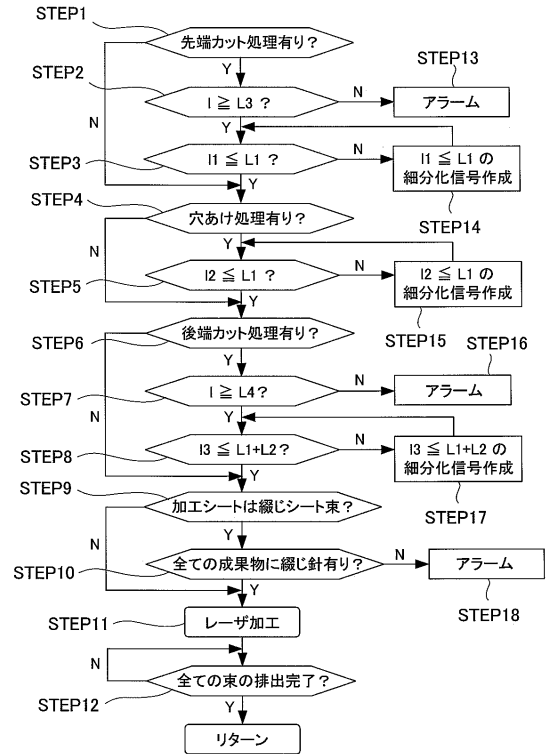 STEP1
先端カット処理有り？
Y
STEP2
l ≧ L3 ？
N
STEP13
アラーム
N
Y
STEP3
l1 ≦ L1 ？
N
l1 ≦ L1 の
細分化信号作成
STEP14
Y
STEP4
穴あけ処理有り？
Y
N
STEP5
l2 ≦ L1 ？
N
l2 ≦ L1 の
細分化信号作成
STEP15
Y
STEP6
後端カット処理有り？
Y
STEP7
l ≧ L4？
N
STEP16
アラーム
N
Y
STEP8
l3 ≦ L1+L2？
N
l3 ≦ L1+L2 の
細分化信号作成
STEP17
Y
STEP9
加工シートは綴じシート束？
Y
N
STEP10
全ての成果物に綴じ針有り？
N
アラーム
STEP18
Y
STEP11
レーザ加工
N
STEP12
全ての束の排出完了？
Y
リターン